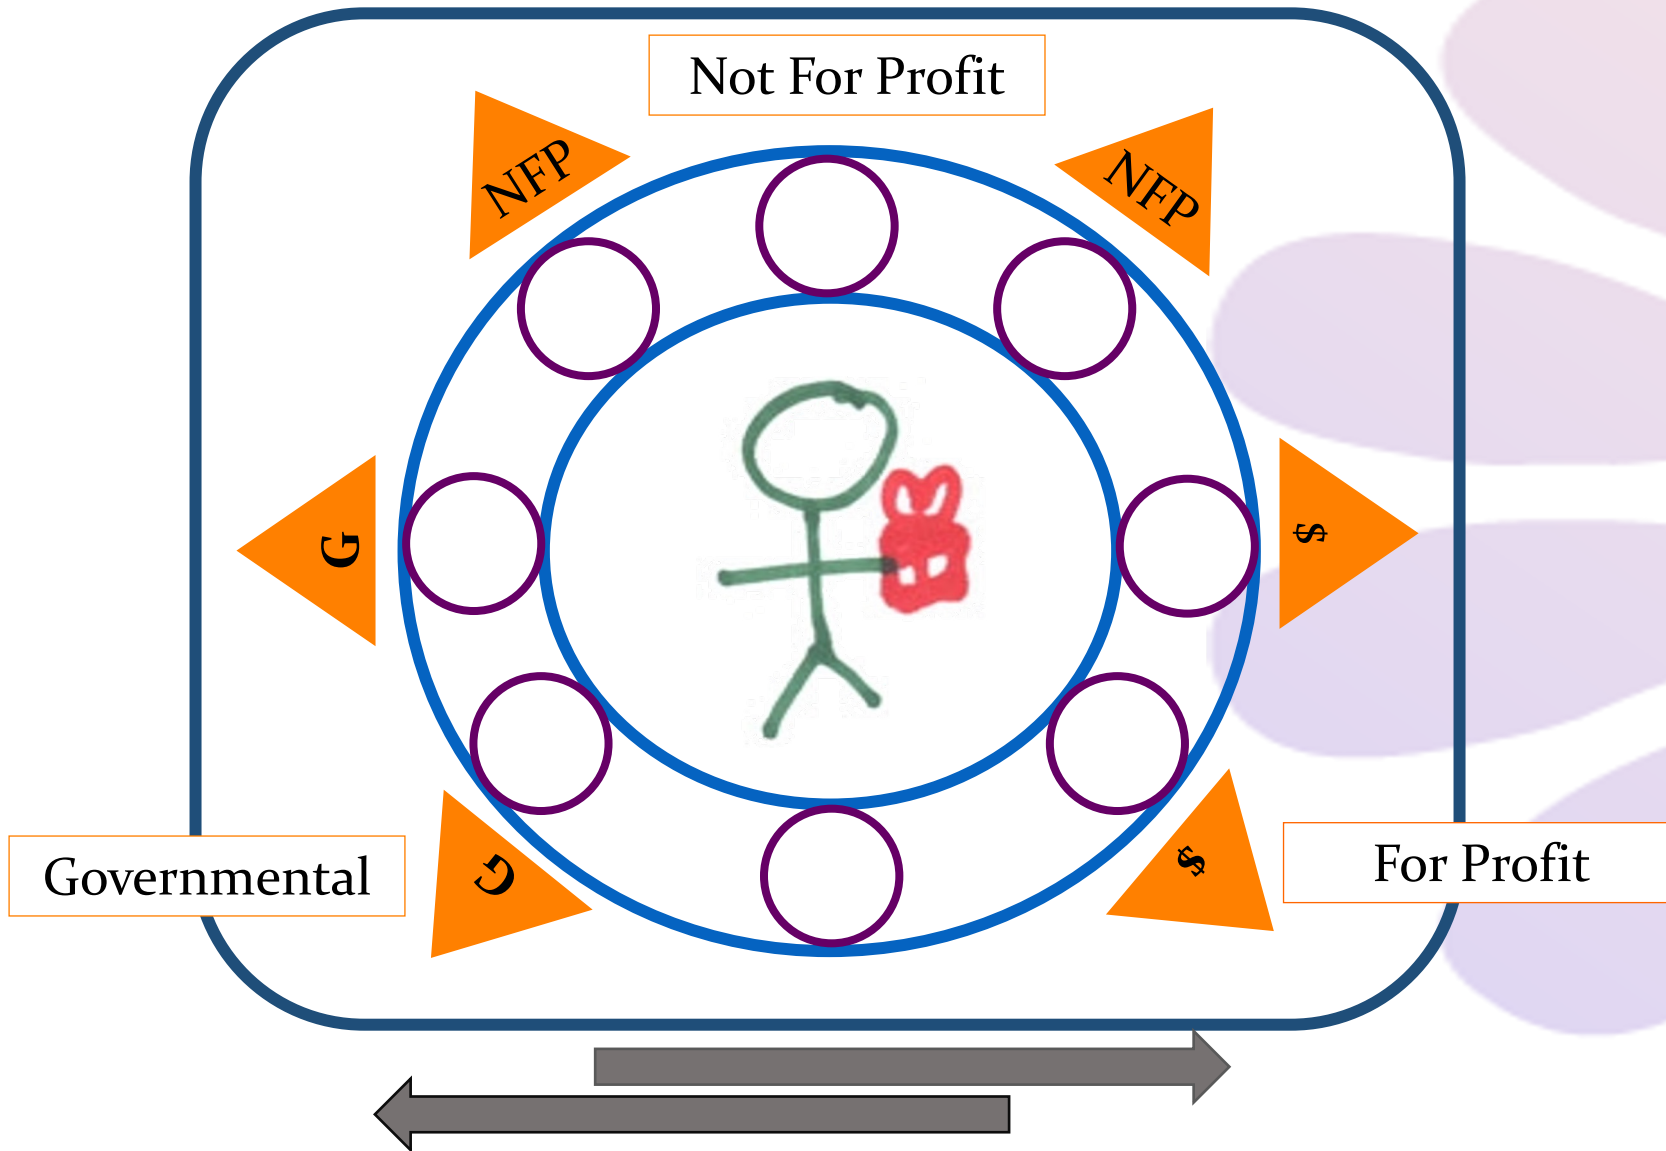 Not For Profit
NFP
NFP
G
$
Governmental
G
$
For Profit